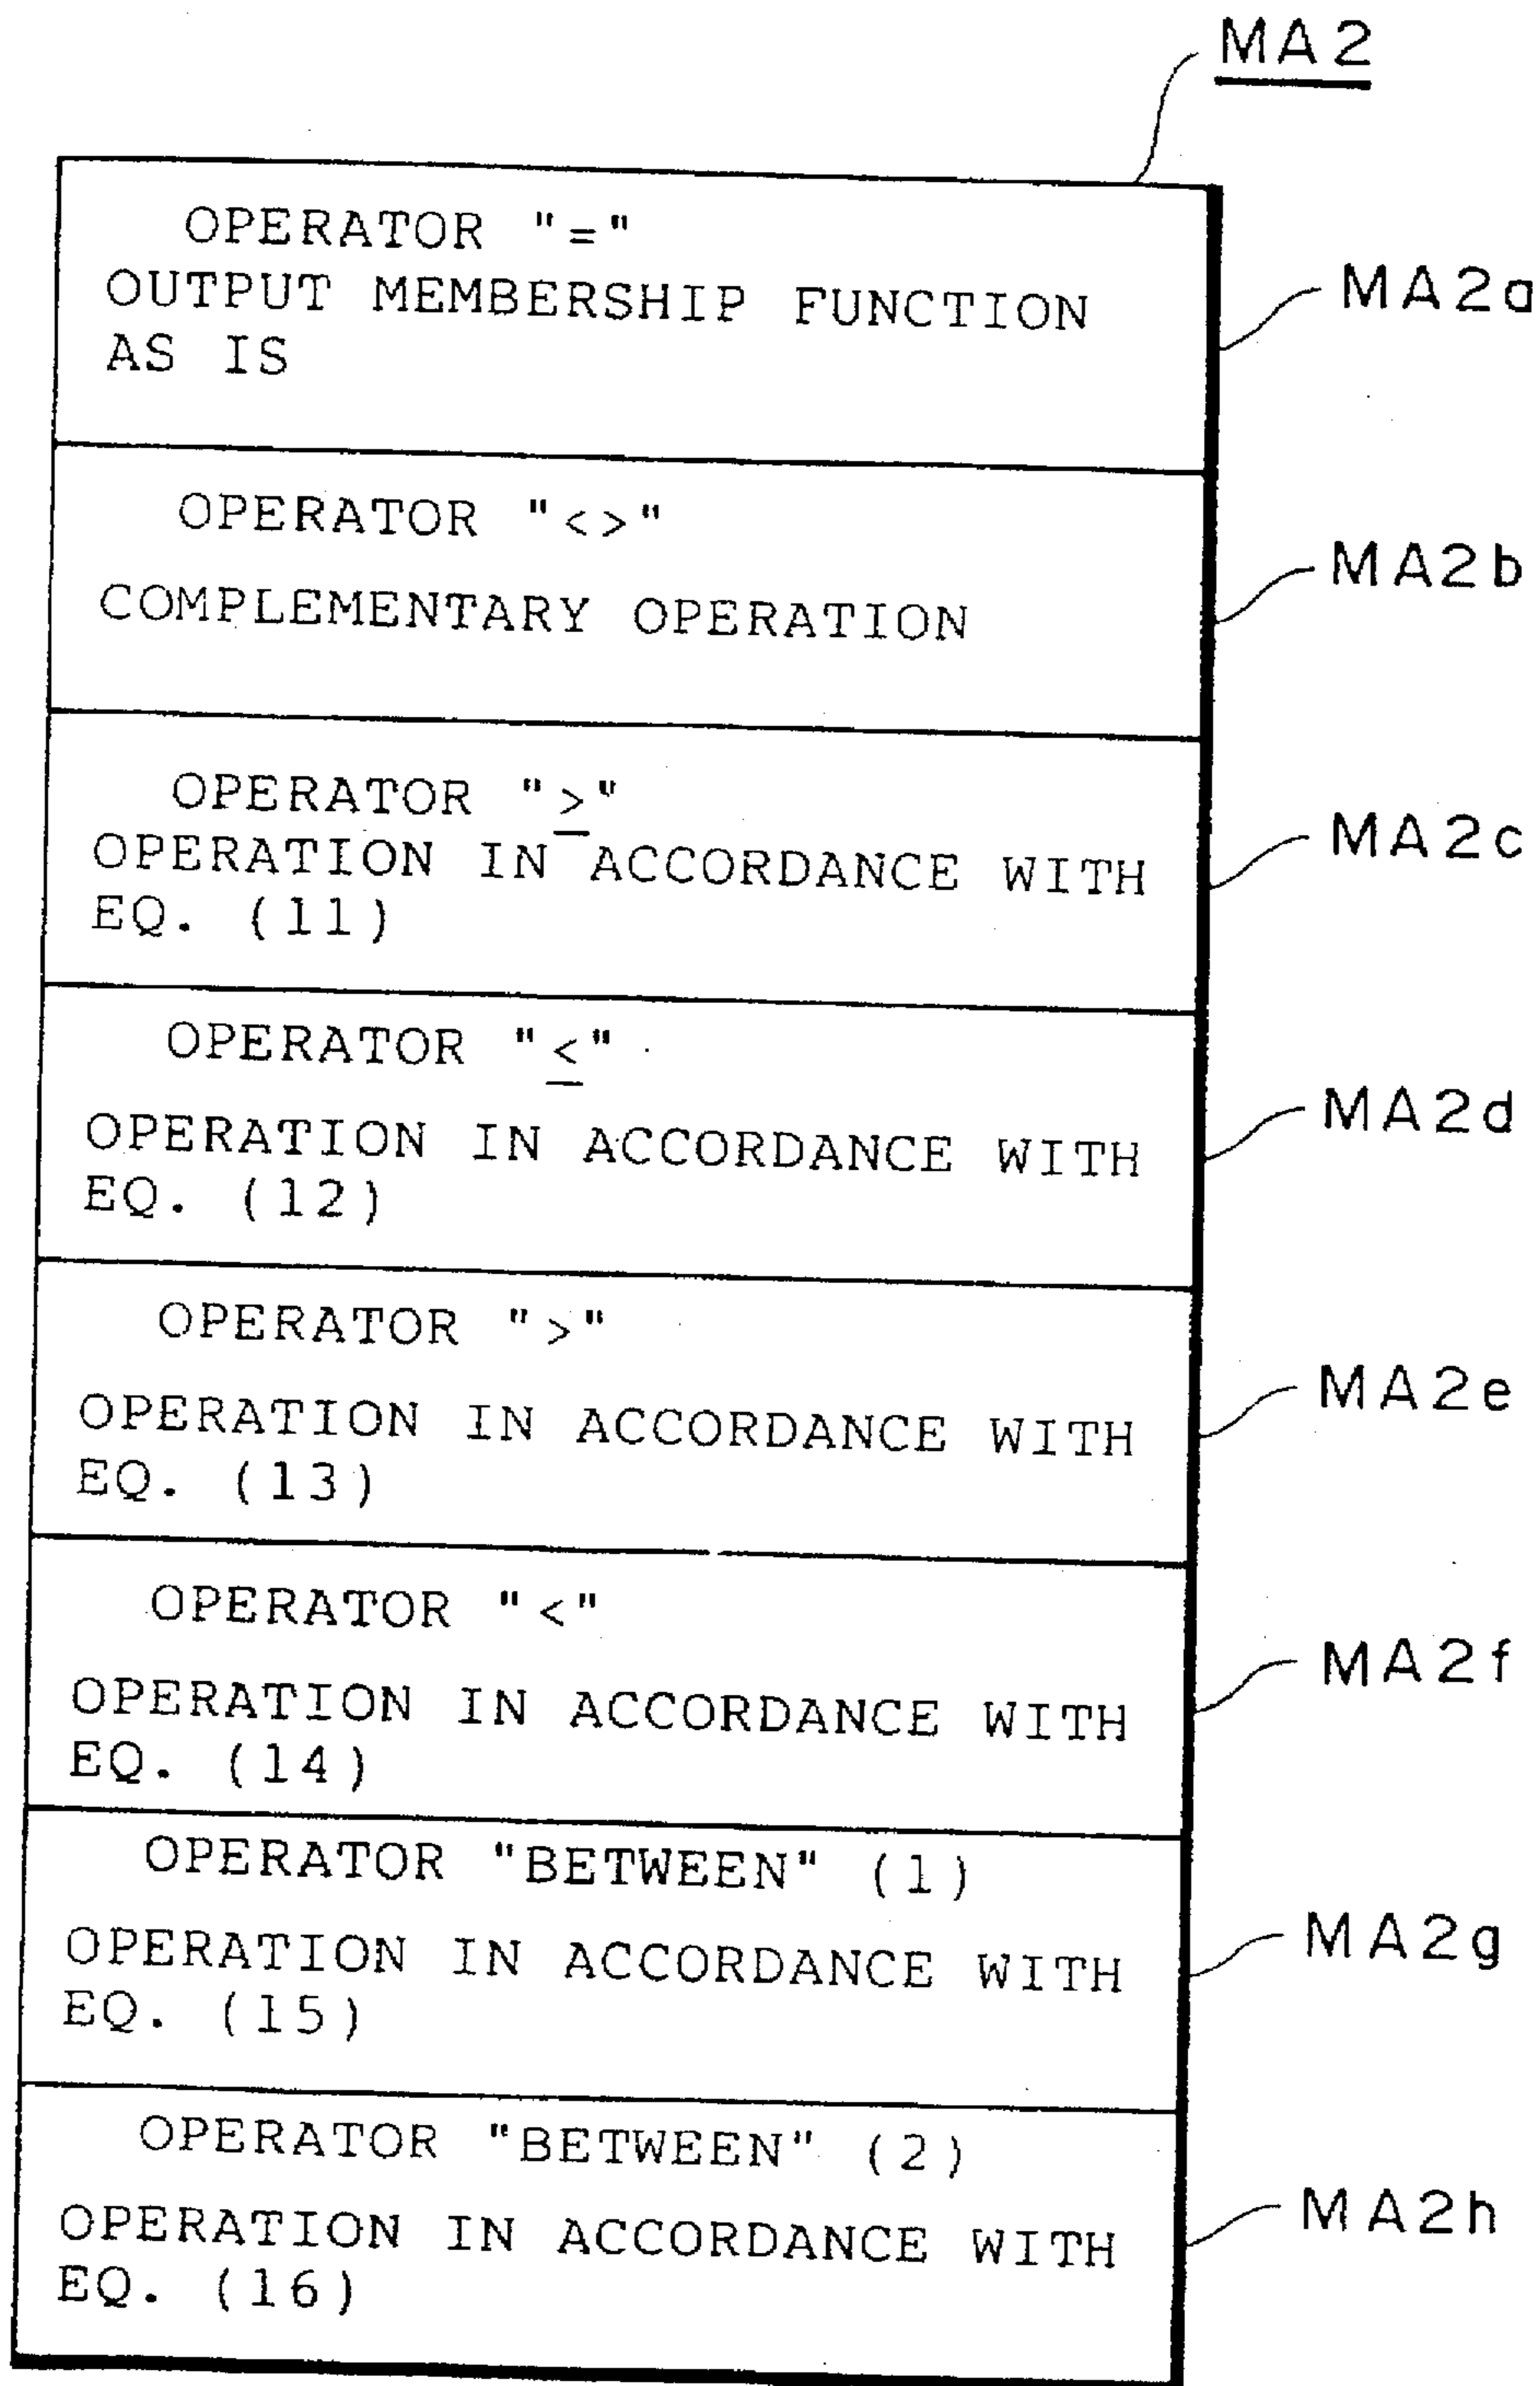 MA2
OPERATOR "="
OUTPUT MEMBERSHIP FUNCTION
AS IS
MA2a
OPERATOR "<>"
COMPLEMENTARY OPERATION
MA2b
OPERATOR "≥"
OPERATION IN ACCORDANCE WITH
EQ. (11)
MA2c
OPERATOR "≤"
OPERATION IN ACCORDANCE WITH
EQ. (12)
MA2d
OPERATOR ">"
OPERATION IN ACCORDANCE WITH
EQ. (13)
MA2e
OPERATOR "<"
OPERATION IN ACCORDANCE WITH
EQ. (14)
MA2f
OPERATOR "BETWEEN" (1)
OPERATION IN ACCORDANCE WITH
EQ. (15)
MA2g
OPERATOR "BETWEEN" (2)
OPERATION IN ACCORDANCE WITH
EQ. (16)
MA2h